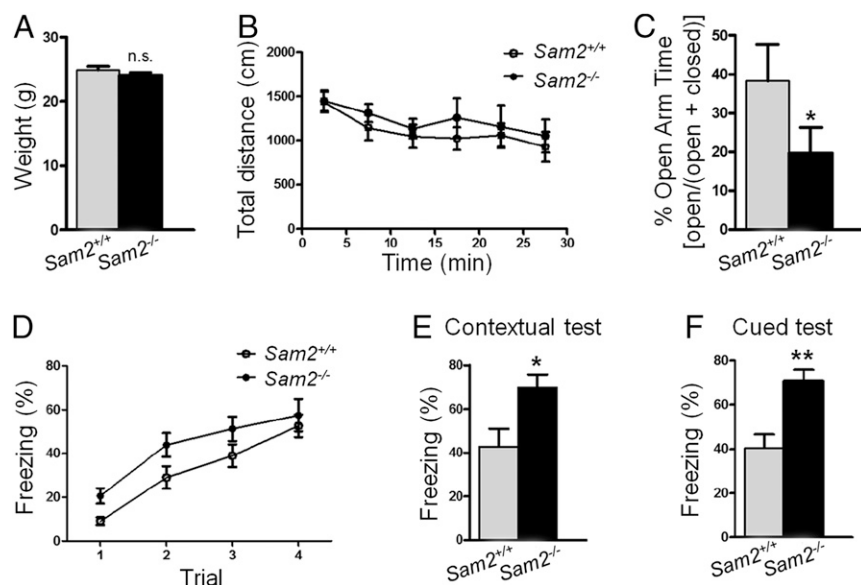 A
Weight (g)
30
20
10
0
n.s.
Sam2+/+
Sam2-/-
B
Total distance (cm)
2000
1500
1000
500
0
0 5 10 15 20 25 30
Time (min)
Sam2+/+
Sam2-/-
C
% Open Arm Time
[open/(open + closed)]
50
40
30
20
10
0
*
Sam2+/+
Sam2-/-
D
Freezing (%)
80
60
40
20
0
1 2 3 4
Trial
Sam2+/+
Sam2-/-
E Contextual test
Freezing (%)
80
60
40
20
0
*
Sam2+/+
Sam2-/-
F Cued test
Freezing (%)
80
60
40
20
0
**
Sam2+/+
Sam2-/-